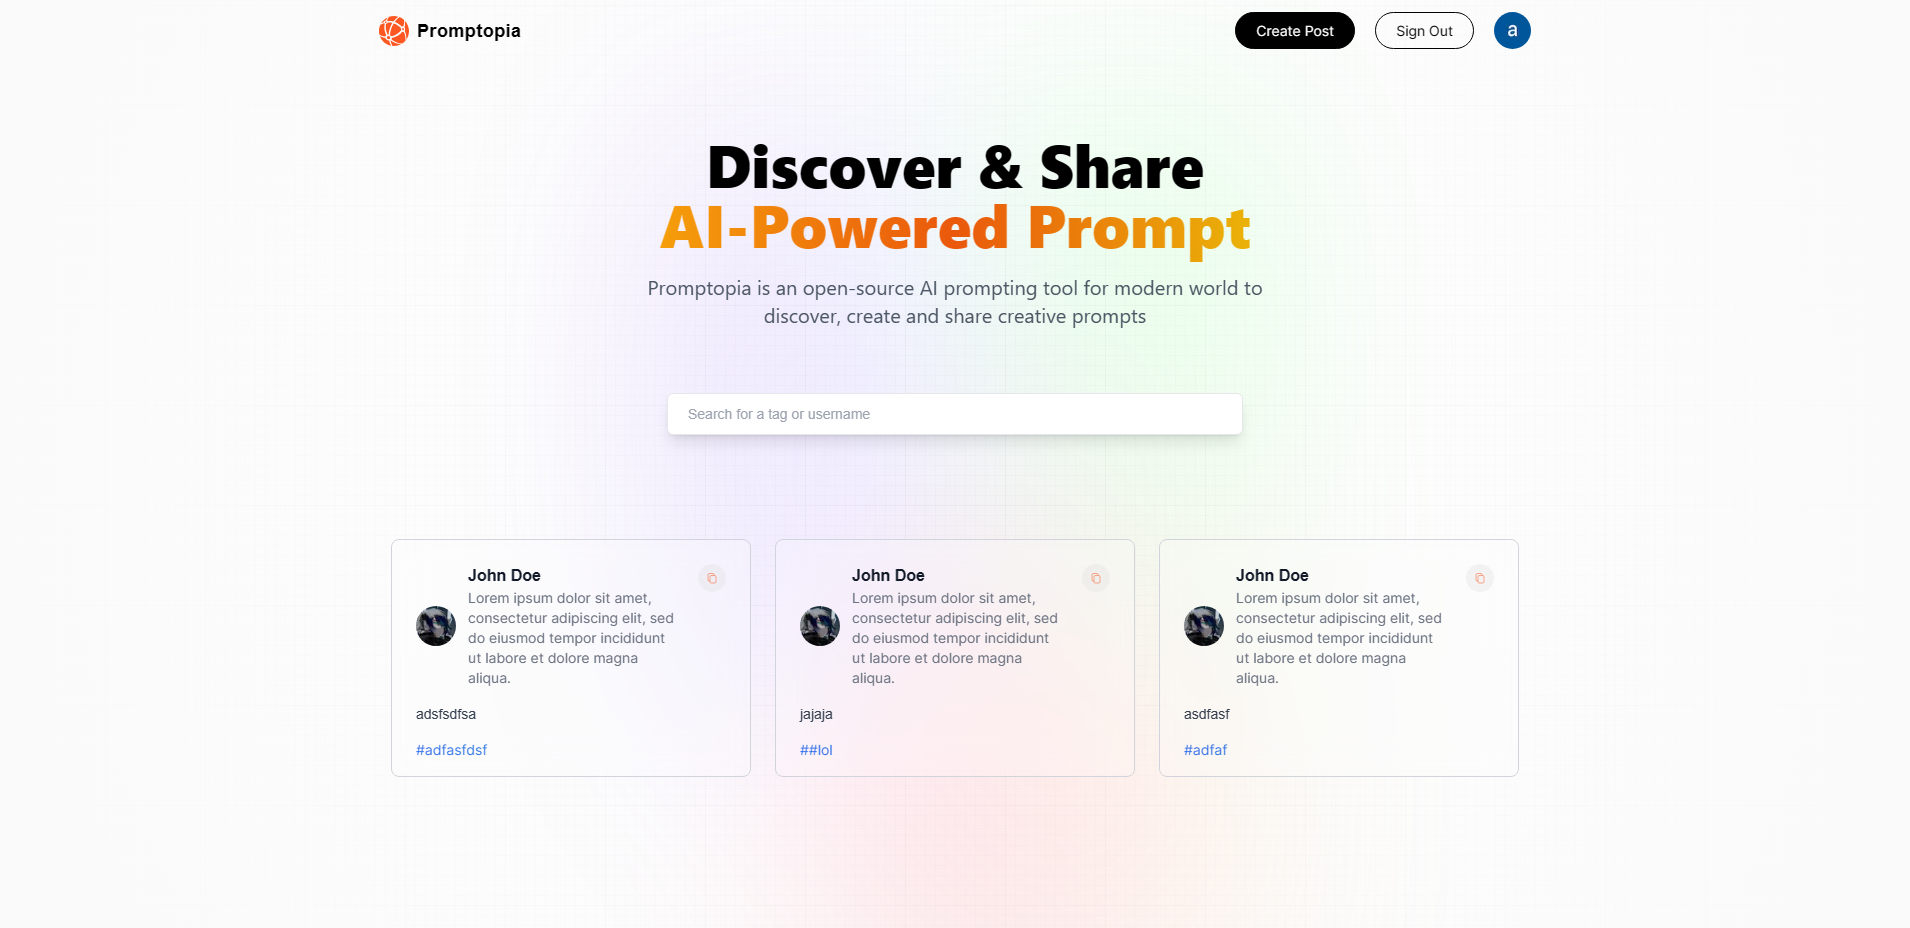 Promptopia
Create Post
Sign Out
a
Discover & Share
AI-Powered Prompt
Promptopia is an open-source AI prompting tool for modern world to
discover, create and share creative prompts
Search for a tag or username
John Doe
Lorem ipsum dolor sit amet,
consectetur adipiscing elit, sed
do eiusmod tempor incididunt
ut labore et dolore magna
aliqua.
adsfsdfsa
#adfasfdsf
John Doe
Lorem ipsum dolor sit amet,
consectetur adipiscing elit, sed
do eiusmod tempor incididunt
ut labore et dolore magna
aliqua.
jajaja
##lol
John Doe
Lorem ipsum dolor sit amet,
consectetur adipiscing elit, sed
do eiusmod tempor incididunt
ut labore et dolore magna
aliqua.
asdfasf
#adfaf